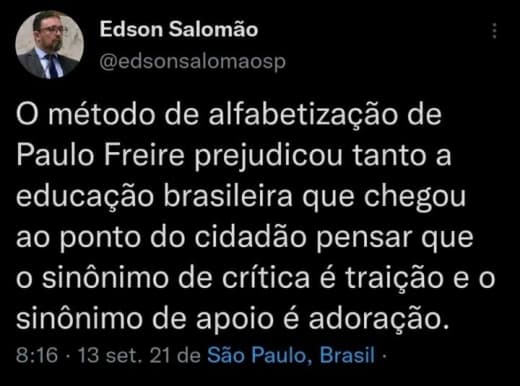 Edson Salomão
@edsonsalomaosp
O método de alfabetização de
Paulo Freire prejudicou tanto a
educação brasileira que chegou
ao ponto do cidadão pensar que
o sinônimo de crítica é traição e o
sinônimo de apoio é adoração.
8:16 · 13 set. 21 de São Paulo, Brasil ·